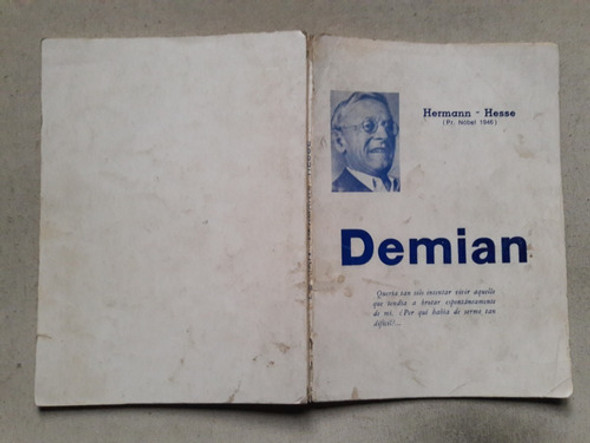 Hermann - Hesse
(Pr. Nóbel 1946)
Demian
Quería tan sólo intentar vivir aquello
que tendía a brotar espontáneamente
de mí. ¿Por qué había de serme tan
difícil?...